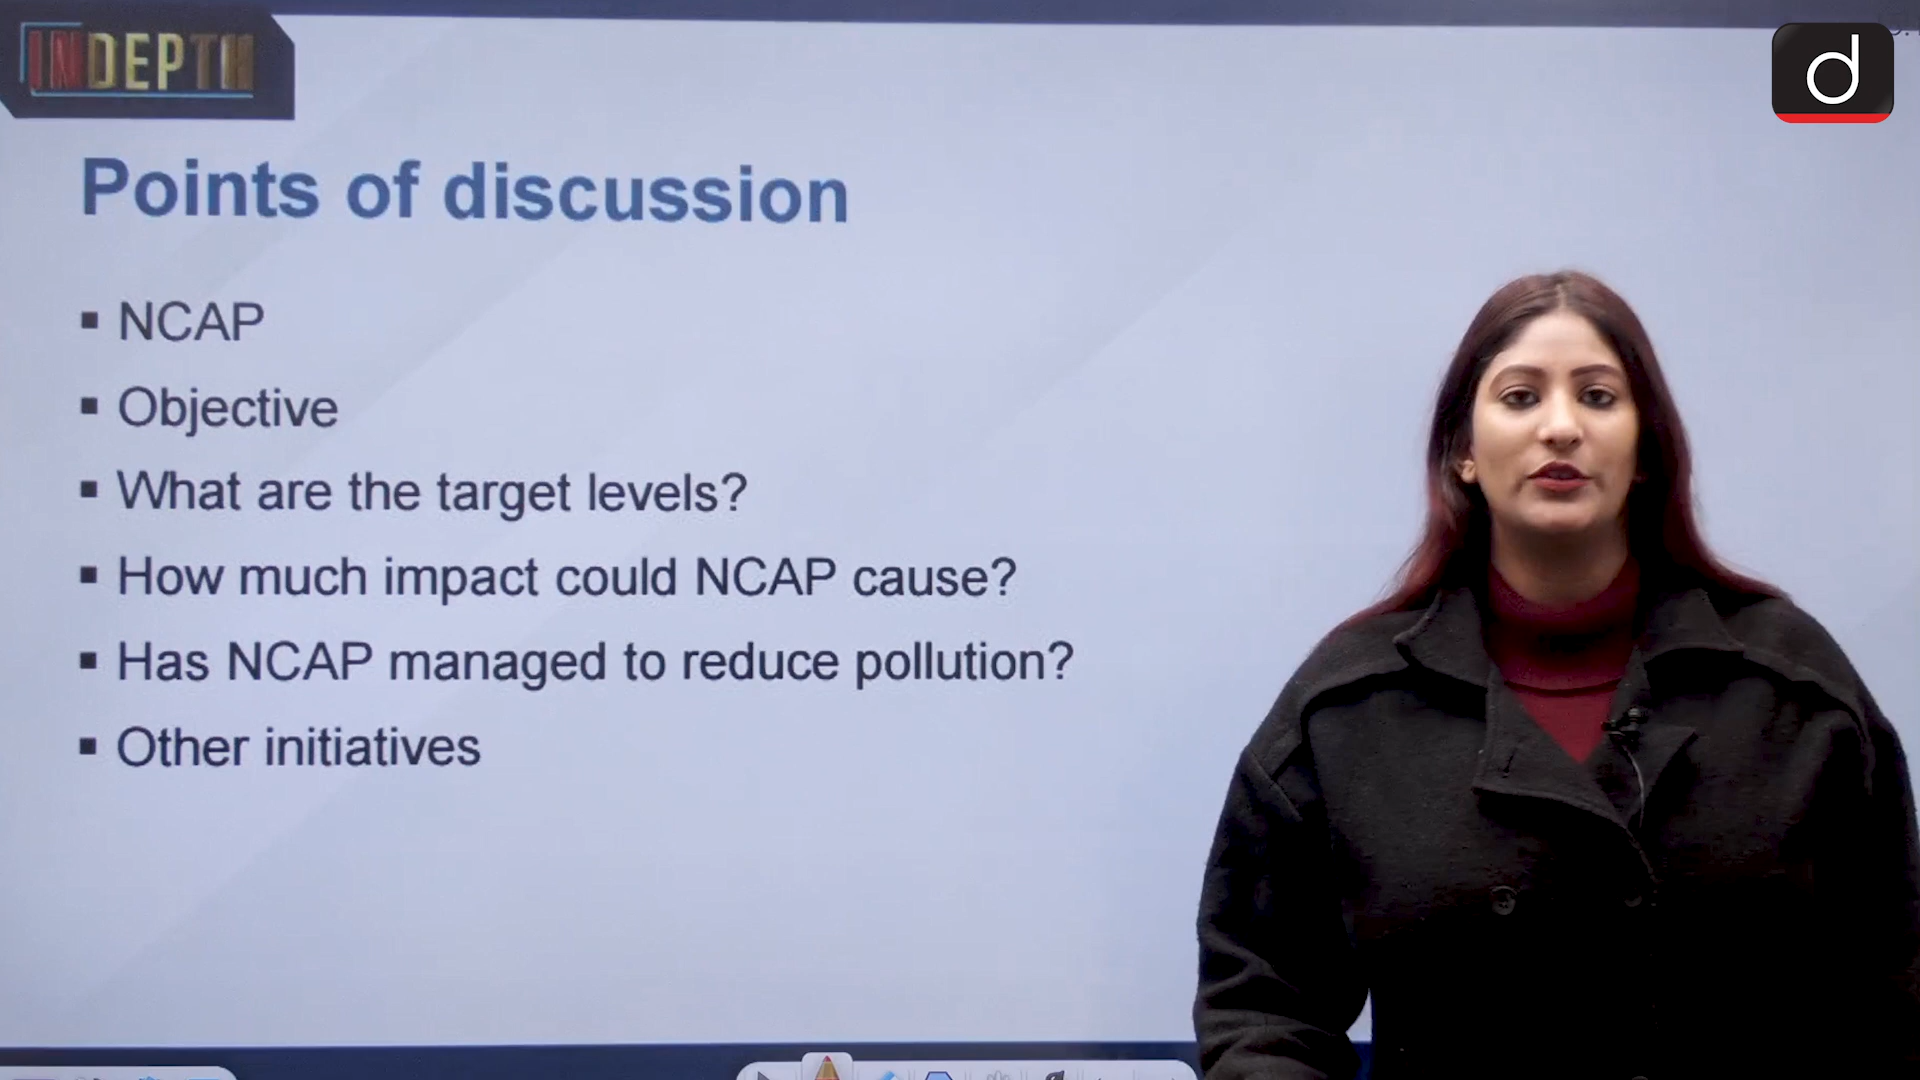 INDEPTH
d
Points of discussion
▪ NCAP
▪ Objective
▪ What are the target levels?
▪ How much impact could NCAP cause?
▪ Has NCAP managed to reduce pollution?
▪ Other initiatives